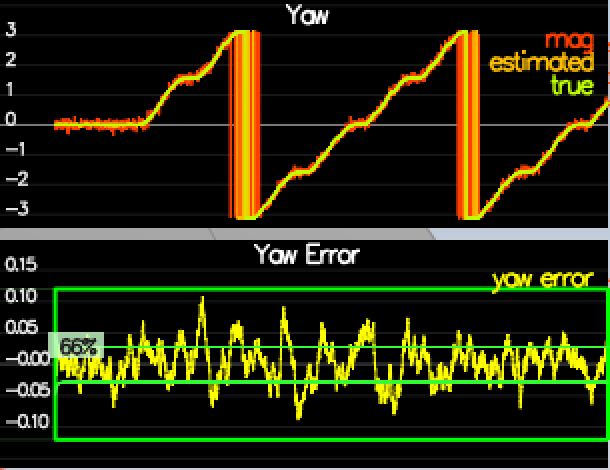 Yaw
3
mag
2
estimated
1
true
0
−1
−2
−3
Yaw Error
0.15
yaw error
0.10
0.05
66%
−0.00
−0.05
−0.10